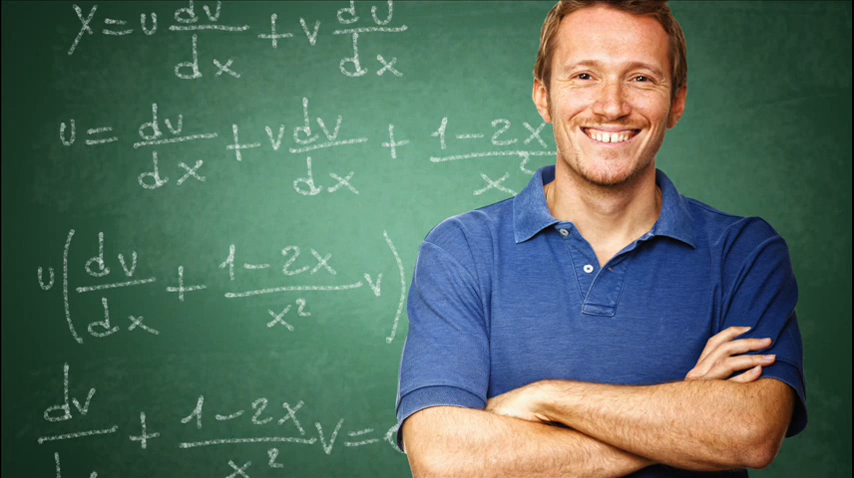 X = u dv/dx + v du/dx
u = dv/dx + v dv/dx + 1-2x/x²
u ( dv/dx + 1-2x/x² v )
dv/dx + 1-2x/x² v =